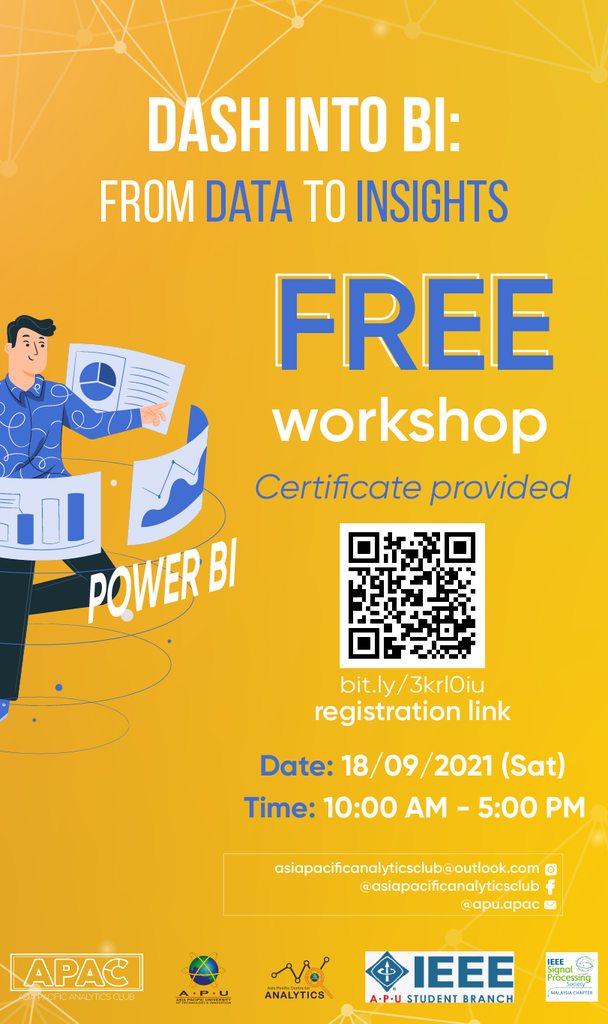 DASH INTO BI:
FROM DATA TO INSIGHTS
FREE
workshop
Certificate provided
POWER BI
bit.ly/3krl0iu
registration link
Date: 18/09/2021 (Sat)
Time: 10:00 AM - 5:00 PM
asiapacificanalyticsclub@outlook.com
@asiapacificanalyticsclub
@apu.apac
APAC
ASIA PACIFIC ANALYTICS CLUB
A·P·U
ASIA PACIFIC UNIVERSITY
OF TECHNOLOGY & INNOVATION
Asia Pacific Centre for
ANALYTICS
IEEE
A·P·U STUDENT BRANCH
IEEE
Signal
Processing
Society
MALAYSIA CHAPTER